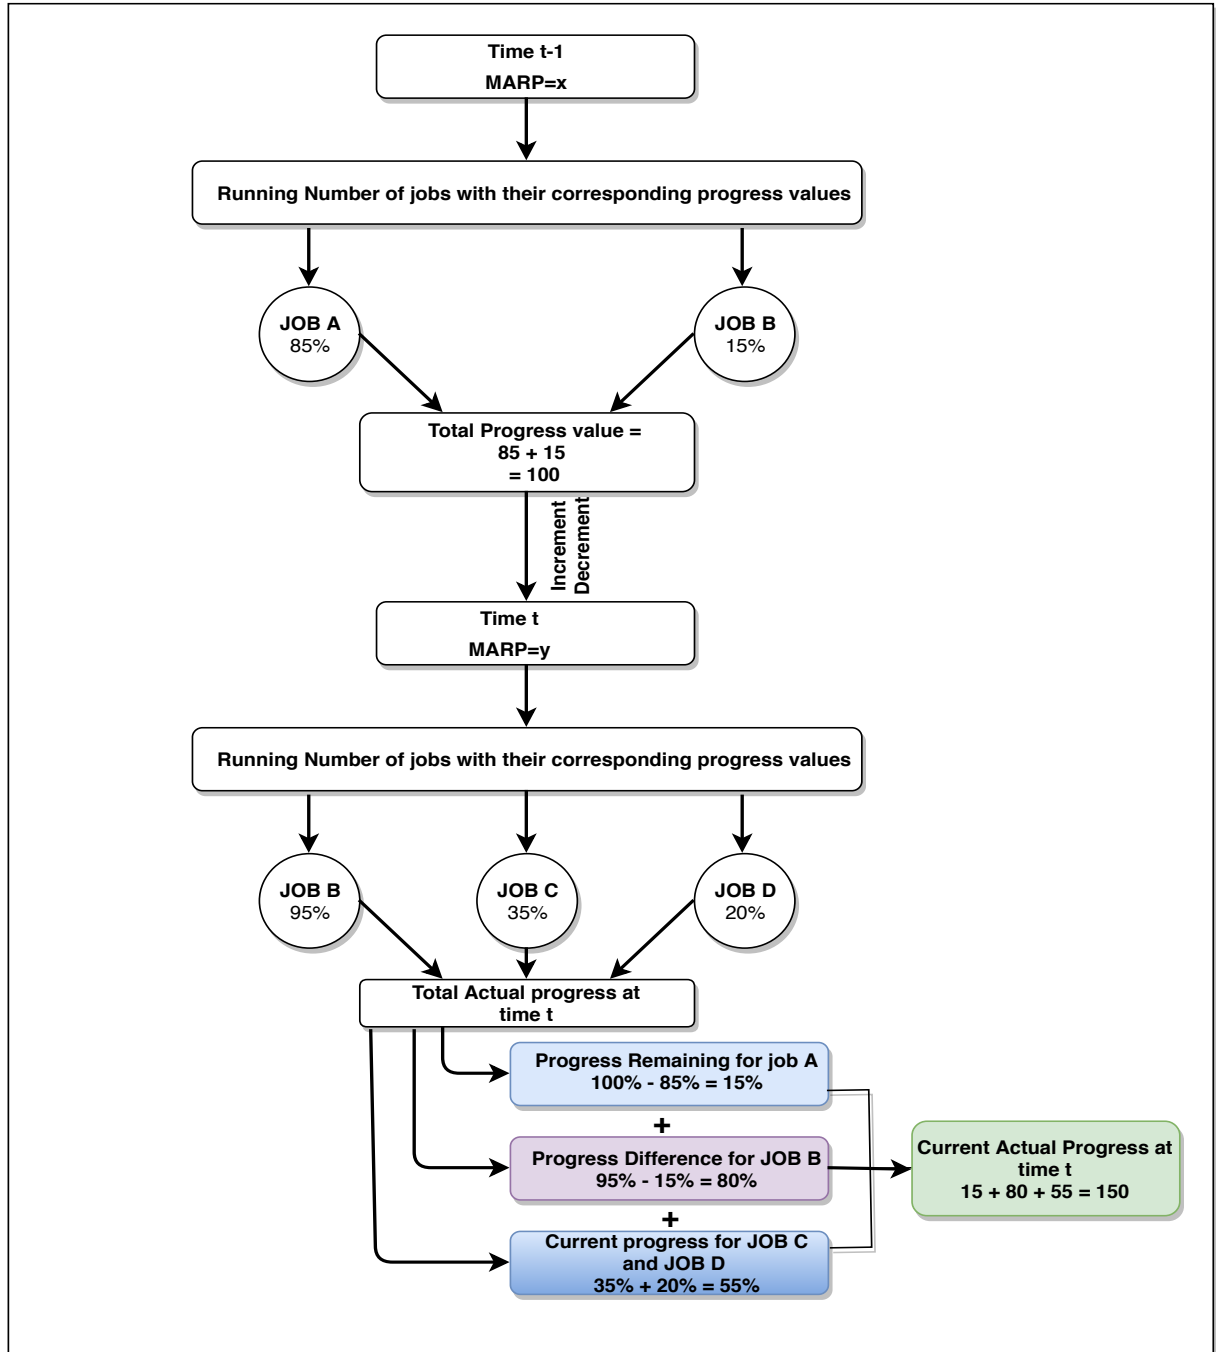 Time t-1
MARP=x
Running Number of jobs with their corresponding progress values
JOB A
85%
JOB B
15%
Total Progress value =
85 + 15
= 100
Increment
Decrement
Time t
MARP=y
Running Number of jobs with their corresponding progress values
JOB B
95%
JOB C
35%
JOB D
20%
Total Actual progress at
time t
Progress Remaining for job A
100% - 85% = 15%
+
Progress Difference for JOB B
95% - 15% = 80%
+
Current progress for JOB C
and JOB D
35% + 20% = 55%
Current Actual Progress at
time t
15 + 80 + 55 = 150